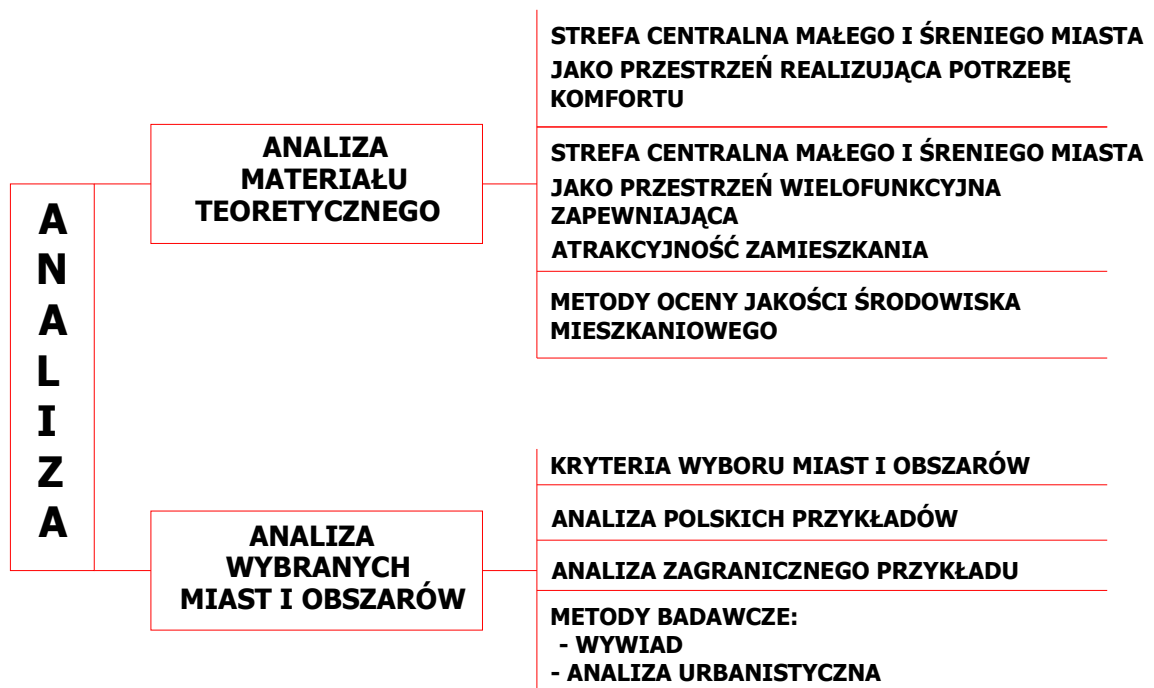 ANALIZA
ANALIZA
MATERIAŁU
TEORETYCZNEGO
STREFA CENTRALNA MAŁEGO I ŚRENIEGO MIASTA
JAKO PRZESTRZEŃ REALIZUJĄCA POTRZEBĘ
KOMFORTU
STREFA CENTRALNA MAŁEGO I ŚRENIEGO MIASTA
JAKO PRZESTRZEŃ WIELOFUNKCYJNA
ZAPEWNIAJĄCA
ATRAKCYJNOŚĆ ZAMIESZKANIA
METODY OCENY JAKOŚCI ŚRODOWISKA
MIESZKANIOWEGO
ANALIZA
WYBRANYCH
MIAST I OBSZARÓW
KRYTERIA WYBORU MIAST I OBSZARÓW
ANALIZA POLSKICH PRZYKŁADÓW
ANALIZA ZAGRANICZNEGO PRZYKŁADU
METODY BADAWCZE:
- WYWIAD
- ANALIZA URBANISTYCZNA